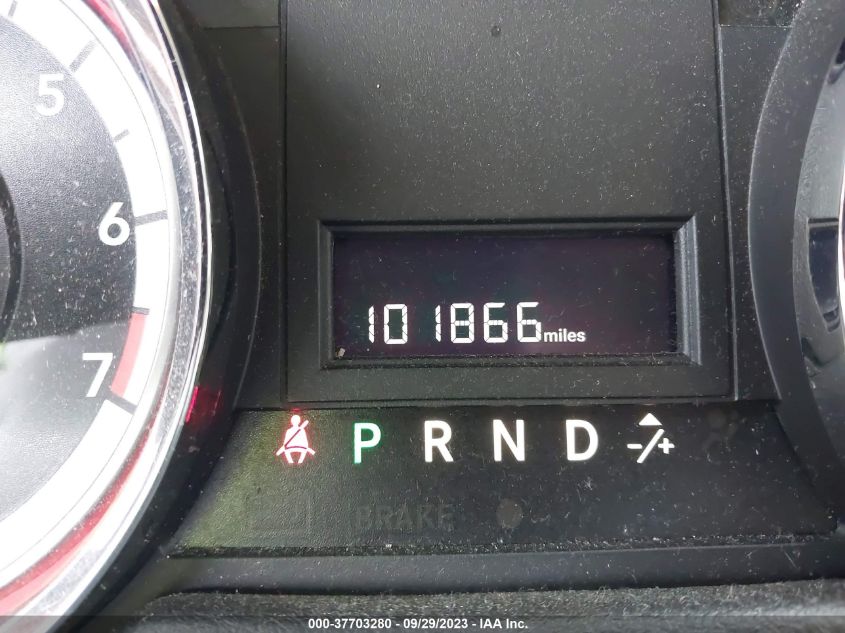 5
6
7
101866miles
P R N D -/+
BRAKE
000-37703280 - 09/29/2023 - IAA Inc.